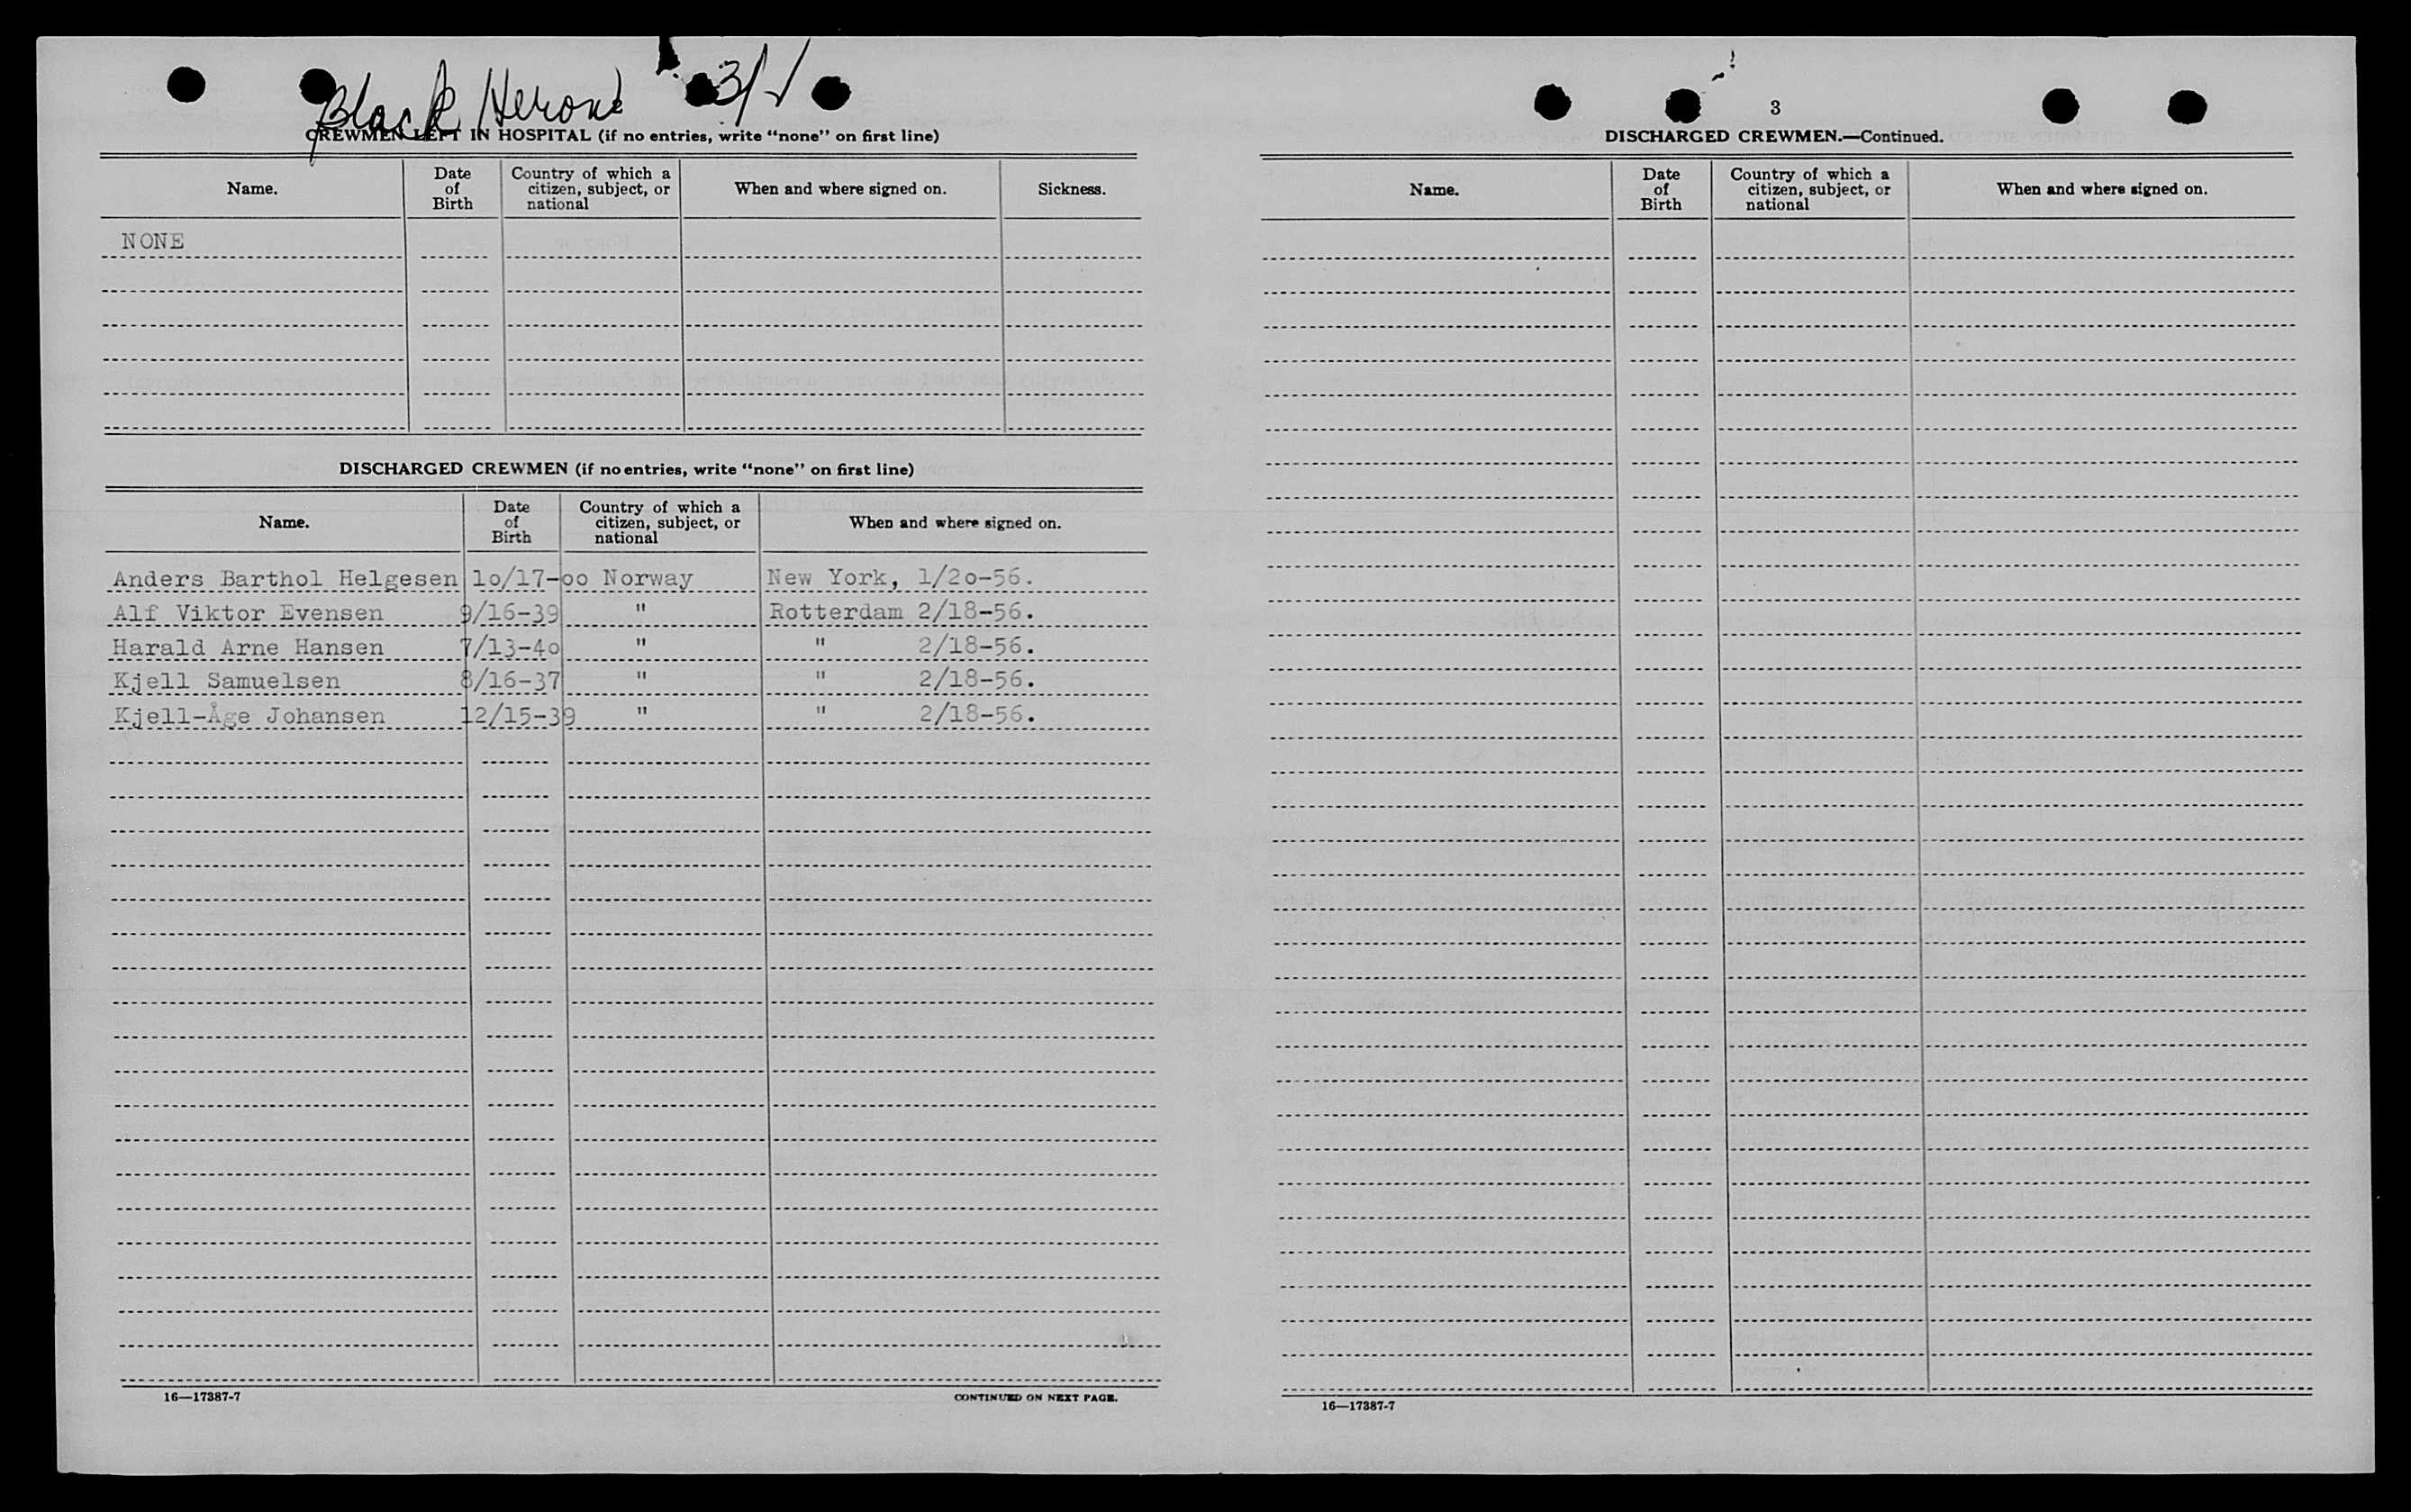 Black Heron 3/1
CREWMEN LEFT IN HOSPITAL (if no entries, write "none" on first line)
Name. Date of Birth Country of which a citizen, subject, or national When and where signed on. Sickness.
NONE
DISCHARGED CREWMEN (if no entries, write "none" on first line)
Name. Date of Birth Country of which a citizen, subject, or national When and where signed on.
Anders Barthol Helgesen 1o/17-oo Norway New York, 1/2o-56.
Alf Viktor Evensen 9/16-39 " Rotterdam 2/18-56.
Harald Arne Hansen 7/13-4o " " 2/18-56.
Kjell Samuelsen 8/16-37 " " 2/18-56.
Kjell-Åge Johansen 12/15-39 " " 2/18-56.
16—17387-7 CONTINUED ON NEXT PAGE.
3
DISCHARGED CREWMEN.—Continued.
Name. Date of Birth Country of which a citizen, subject, or national When and where signed on.
16—17387-7